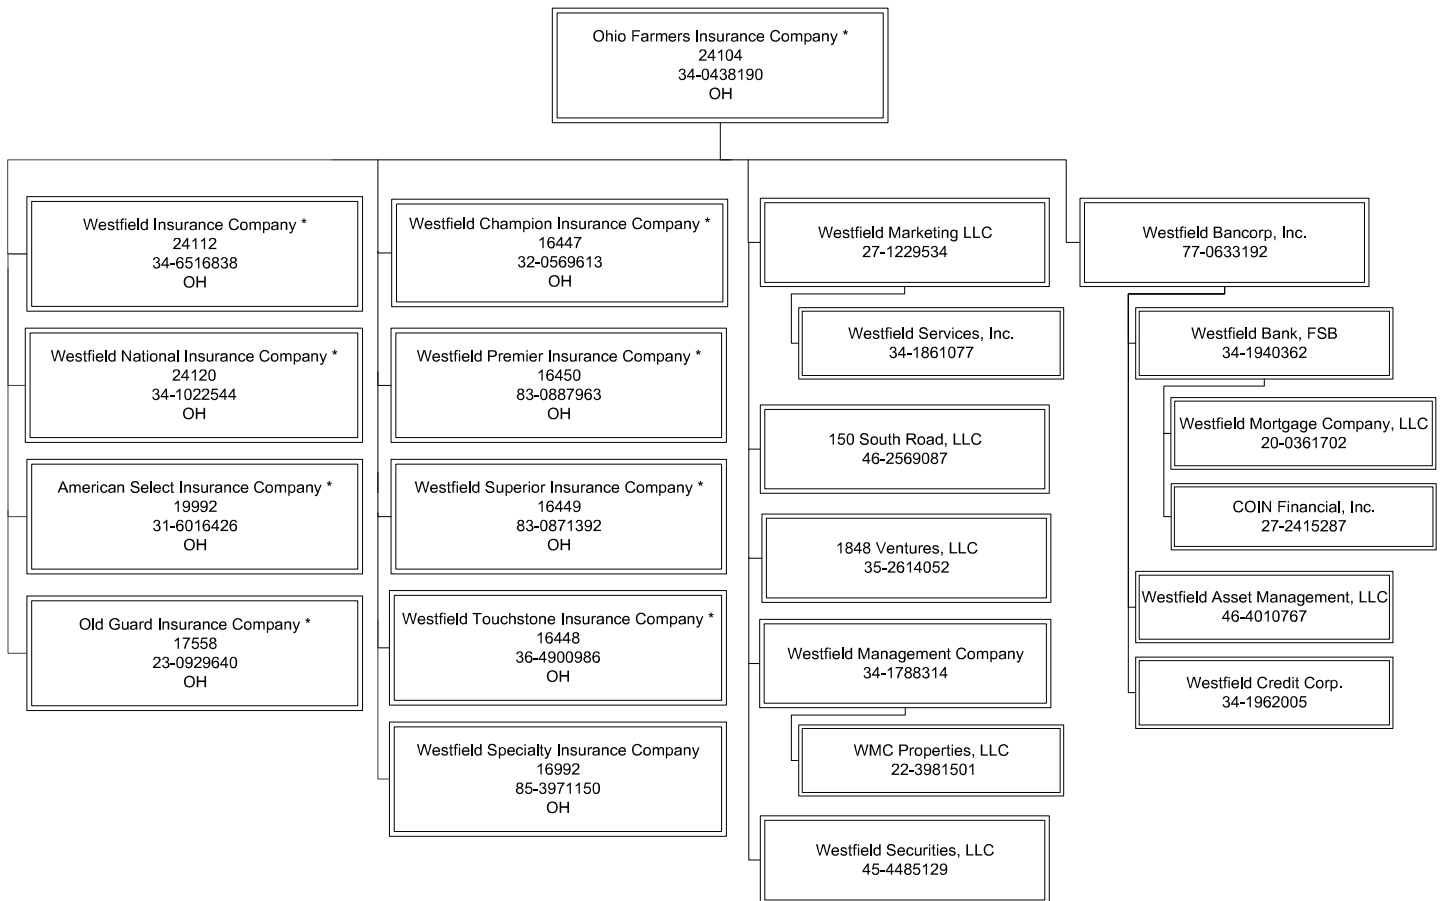 Ohio Farmers Insurance Company *
24104
34-0438190
OH
Westfield Insurance Company *
24112
34-6516838
OH
Westfield National Insurance Company *
24120
34-1022544
OH
American Select Insurance Company *
19992
31-6016426
OH
Old Guard Insurance Company *
17558
23-0929640
OH
Westfield Champion Insurance Company *
16447
32-0569613
OH
Westfield Premier Insurance Company *
16450
83-0887963
OH
Westfield Superior Insurance Company *
16449
83-0871392
OH
Westfield Touchstone Insurance Company *
16448
36-4900986
OH
Westfield Specialty Insurance Company
16992
85-3971150
OH
Westfield Marketing LLC
27-1229534
Westfield Services, Inc.
34-1861077
150 South Road, LLC
46-2569087
1848 Ventures, LLC
35-2614052
Westfield Management Company
34-1788314
WMC Properties, LLC
22-3981501
Westfield Securities, LLC
45-4485129
Westfield Bancorp, Inc.
77-0633192
Westfield Bank, FSB
34-1940362
Westfield Mortgage Company, LLC
20-0361702
COIN Financial, Inc.
27-2415287
Westfield Asset Management, LLC
46-4010767
Westfield Credit Corp.
34-1962005